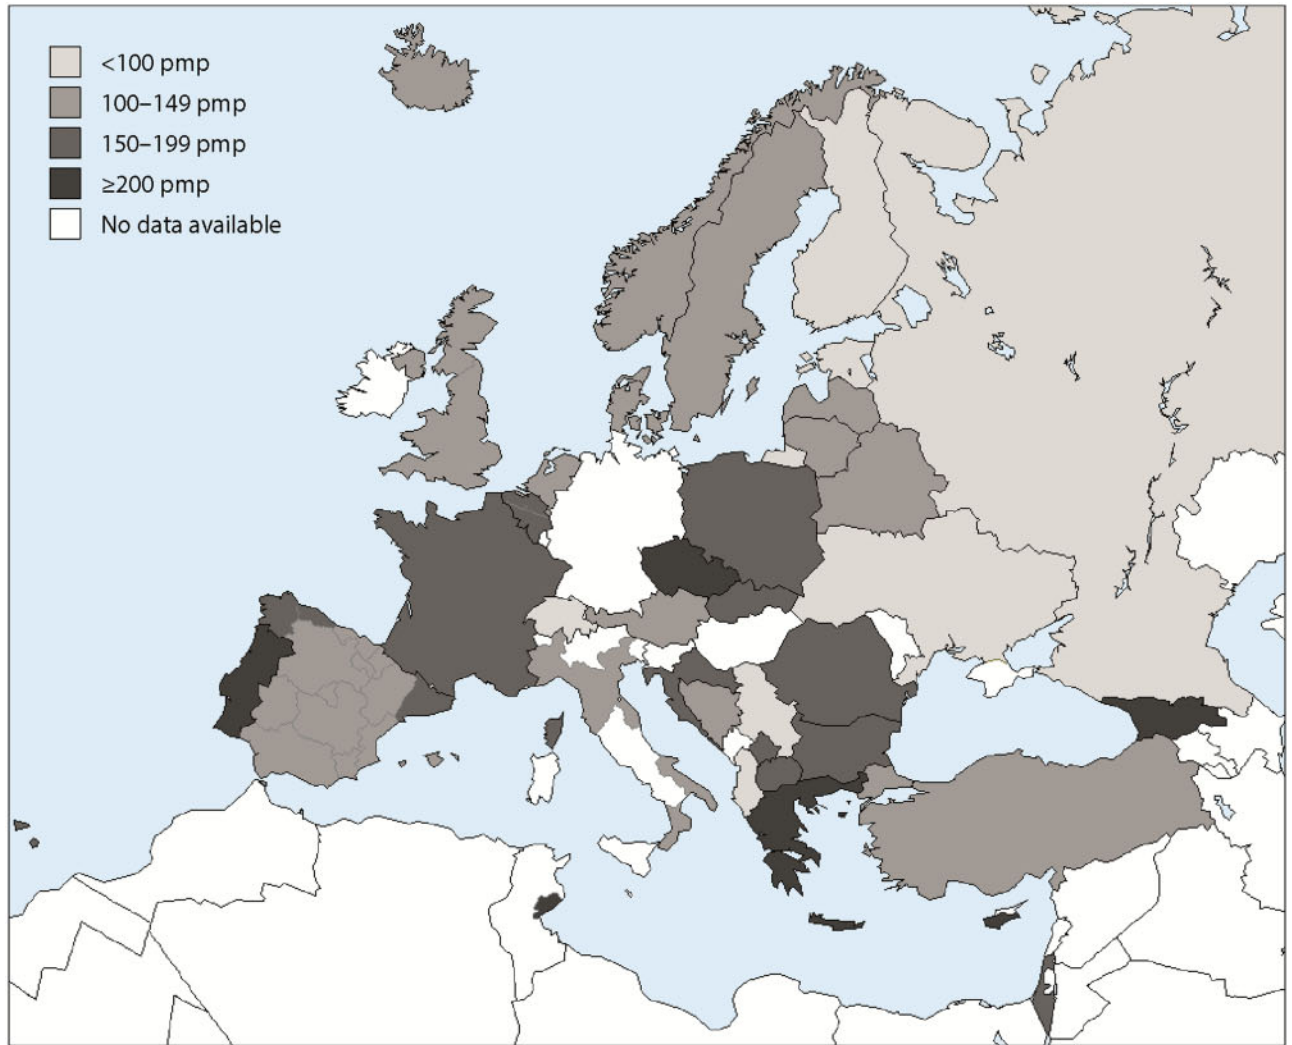 <100 pmp
100–149 pmp
150–199 pmp
≥200 pmp
No data available